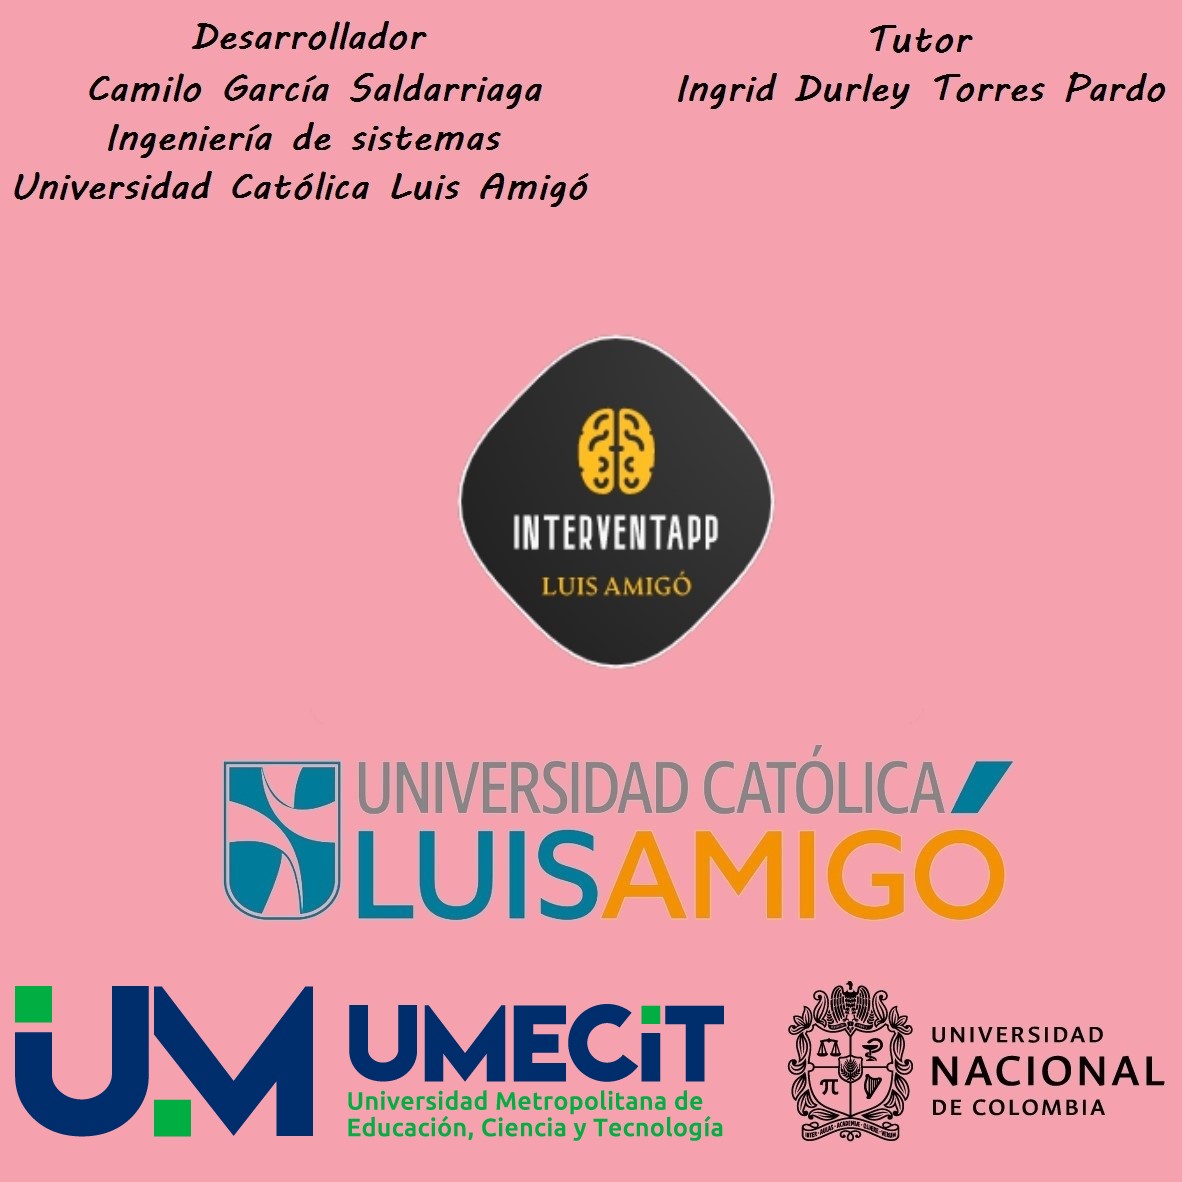 Desarrollador
Camilo García Saldarriaga
Ingeniería de sistemas
Universidad Católica Luis Amigó
Tutor
Ingrid Durley Torres Pardo
INTERVENTAPP
LUIS AMIGÓ
UNIVERSIDAD CATÓLICA
LUISAMIGÓ
UM
UMECiT
Universidad Metropolitana de
Educación, Ciencia y Tecnología
UNIVERSIDAD
NACIONAL
DE COLOMBIA